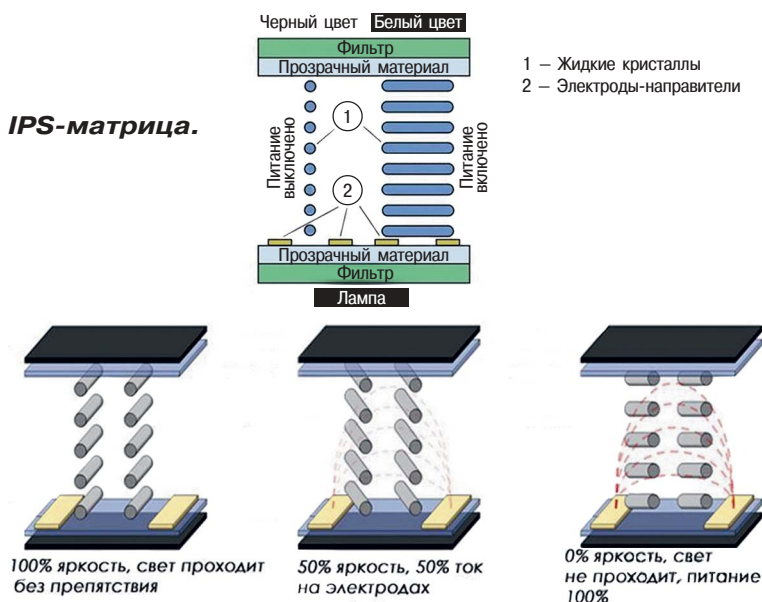 Черный цвет Белый цвет
Фильтр
Прозрачный материал
1 – Жидкие кристаллы
2 – Электроды-направители
IPS-матрица.
Питание
выключено
1
Питание
включено
2
Прозрачный материал
Фильтр
Лампа
100% яркость, свет проходит
без препятствия
50% яркость, 50% ток
на электродах
0% яркость, свет
не проходит, питание
100%